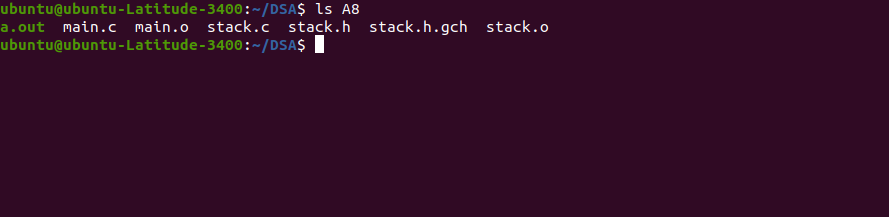 ubuntu@ubuntu-Latitude-3400:~/DSA$ ls A8
a.out  main.c  main.o  stack.c  stack.h  stack.h.gch  stack.o
ubuntu@ubuntu-Latitude-3400:~/DSA$